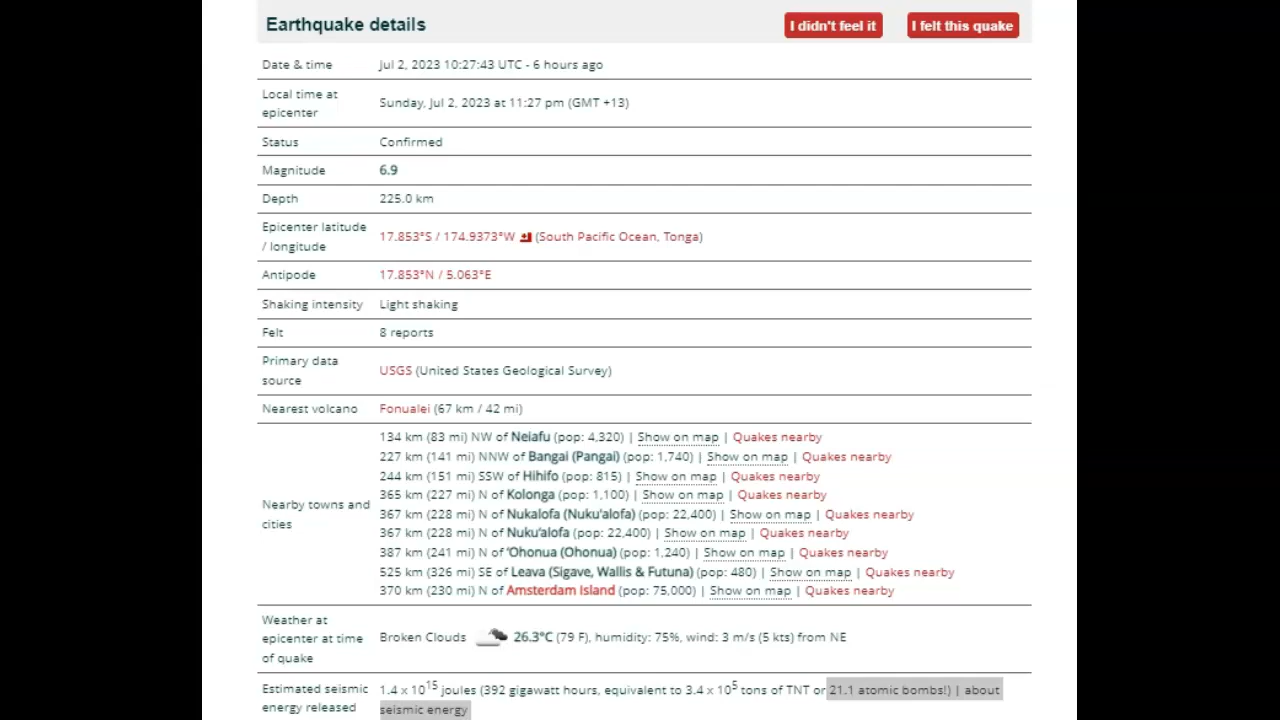 Earthquake details
I didn't feel it
I felt this quake
Date & time Jul 2, 2023 10:27:43 UTC - 6 hours ago
Local time at
epicenter
Sunday, Jul 2, 2023 at 11:27 pm (GMT +13)
Status Confirmed
Magnitude 6.9
Depth 225.0 km
Epicenter latitude
/ longitude
17.853°S / 174.9373°W (South Pacific Ocean, Tonga)
Antipode 17.853°N / 5.063°E
Shaking intensity Light shaking
Felt 8 reports
Primary data
source
USGS (United States Geological Survey)
Nearest volcano Fonualei (67 km / 42 mi)
Nearby towns and
cities
134 km (83 mi) NW of Neiafu (pop: 4,320) | Show on map | Quakes nearby
227 km (141 mi) NNW of Bangai (Pangai) (pop: 1,740) | Show on map | Quakes nearby
244 km (151 mi) SSW of Hihifo (pop: 815) | Show on map | Quakes nearby
365 km (227 mi) N of Kolonga (pop: 1,100) | Show on map | Quakes nearby
367 km (228 mi) N of Nukalofa (Nuku'alofa) (pop: 22,400) | Show on map | Quakes nearby
367 km (228 mi) N of Nuku'alofa (pop: 22,400) | Show on map | Quakes nearby
387 km (241 mi) N of 'Ohonua (Ohonua) (pop: 1,240) | Show on map | Quakes nearby
525 km (326 mi) SE of Leava (Sigave, Wallis & Futuna) (pop: 480) | Show on map | Quakes nearby
370 km (230 mi) N of Amsterdam Island (pop: 75,000) | Show on map | Quakes nearby
Weather at
epicenter at time
of quake
Broken Clouds 26.3°C (79 F), humidity: 75%, wind: 3 m/s (5 kts) from NE
Estimated seismic
energy released
1.4 x 10¹⁵ joules (392 gigawatt hours, equivalent to 3.4 x 10⁵ tons of TNT or 21.1 atomic bombs!) | about
seismic energy